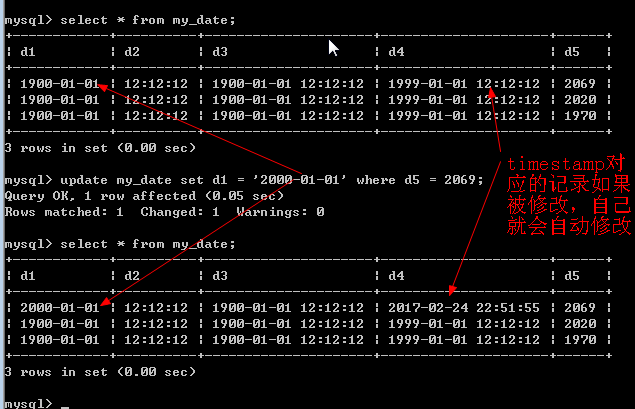 mysql> select * from my_date;
+------------+----------+---------------------+---------------------+------+
| d1 | d2 | d3 | d4 | d5 |
+------------+----------+---------------------+---------------------+------+
| 1900-01-01 | 12:12:12 | 1900-01-01 12:12:12 | 1999-01-01 12:12:12 | 2069 |
| 1900-01-01 | 12:12:12 | 1900-01-01 12:12:12 | 1999-01-01 12:12:12 | 2020 |
| 1900-01-01 | 12:12:12 | 1900-01-01 12:12:12 | 1999-01-01 12:12:12 | 1970 |
+------------+----------+---------------------+---------------------+------+
3 rows in set (0.00 sec)
mysql> update my_date set d1 = '2000-01-01' where d5 = 2069;
Query OK, 1 row affected (0.05 sec)
Rows matched: 1 Changed: 1 Warnings: 0
timestamp对
应的记录如果
被修改，自己
就会自动修改
mysql> select * from my_date;
+------------+----------+---------------------+---------------------+------+
| d1 | d2 | d3 | d4 | d5 |
+------------+----------+---------------------+---------------------+------+
| 2000-01-01 | 12:12:12 | 1900-01-01 12:12:12 | 2017-02-24 22:51:55 | 2069 |
| 1900-01-01 | 12:12:12 | 1900-01-01 12:12:12 | 1999-01-01 12:12:12 | 2020 |
| 1900-01-01 | 12:12:12 | 1900-01-01 12:12:12 | 1999-01-01 12:12:12 | 1970 |
+------------+----------+---------------------+---------------------+------+
3 rows in set (0.00 sec)
mysql> _